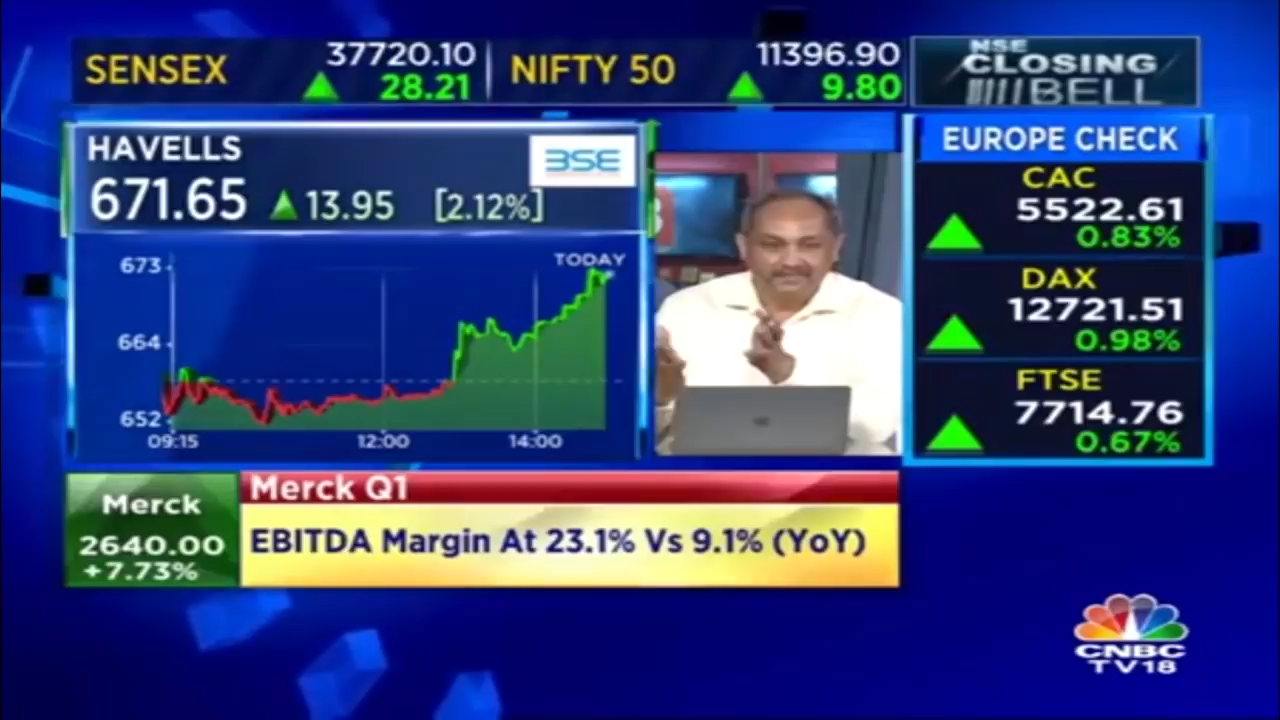 SENSEX
37720.10
28.21
NIFTY 50
11396.90
9.80
NSE
CLOSING
BELL
HAVELLS
671.65 13.95 [2.12%]
BSE
TODAY
673
664
652
09:15 12:00 14:00
EUROPE CHECK
CAC
5522.61
0.83%
DAX
12721.51
0.98%
FTSE
7714.76
0.67%
Merck
2640.00
+7.73%
Merck Q1
EBITDA Margin At 23.1% Vs 9.1% (YoY)
CNBC
TV18